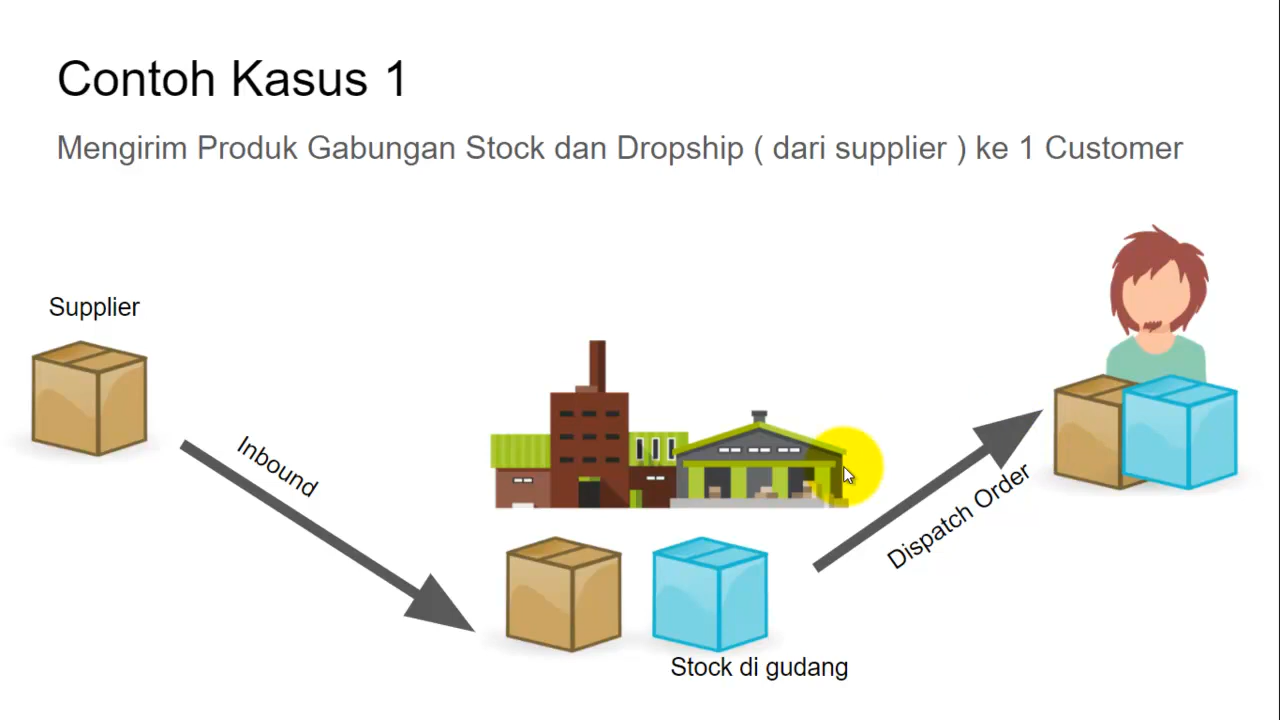 Contoh Kasus 1
Mengirim Produk Gabungan Stock dan Dropship ( dari supplier ) ke 1 Customer
Supplier
Inbound
Dispatch Order
Stock di gudang